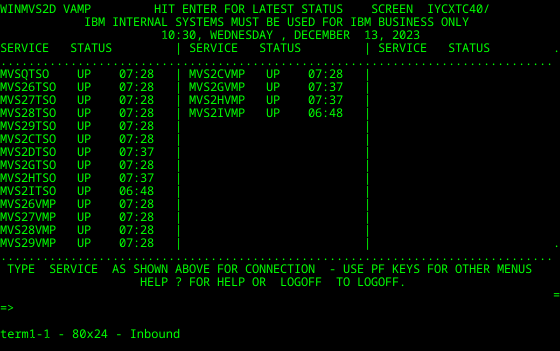 WINMVS2D VAMP         HIT ENTER FOR LATEST STATUS    SCREEN  IYCXTC40/
IBM INTERNAL SYSTEMS MUST BE USED FOR IBM BUSINESS ONLY
10:30, WEDNESDAY , DECEMBER  13, 2023
SERVICE   STATUS         | SERVICE   STATUS         | SERVICE   STATUS         .
...............................................................................
MVSQTSO    UP    07:28   | MVS2CVMP   UP    07:28   |
MVS26TSO   UP    07:28   | MVS2GVMP   UP    07:37   |
MVS27TSO   UP    07:28   | MVS2HVMP   UP    07:37   |
MVS28TSO   UP    07:28   | MVS2IVMP   UP    06:48   |
MVS29TSO   UP    07:28   |                          |
MVS2CTSO   UP    07:28   |                          |
MVS2DTSO   UP    07:37   |                          |
MVS2GTSO   UP    07:28   |                          |
MVS2HTSO   UP    07:37   |                          |
MVS2ITSO   UP    06:48   |                          |
MVS26VMP   UP    07:28   |                          |
MVS27VMP   UP    07:28   |                          |
MVS28VMP   UP    07:28   |                          |
MVS29VMP   UP    07:28   |                          |                          .
...............................................................................
TYPE  SERVICE  AS SHOWN ABOVE FOR CONNECTION  - USE PF KEYS FOR OTHER MENUS
HELP ? FOR HELP OR  LOGOFF  TO LOGOFF.
=
=>
term1-1 - 80x24 - Inbound